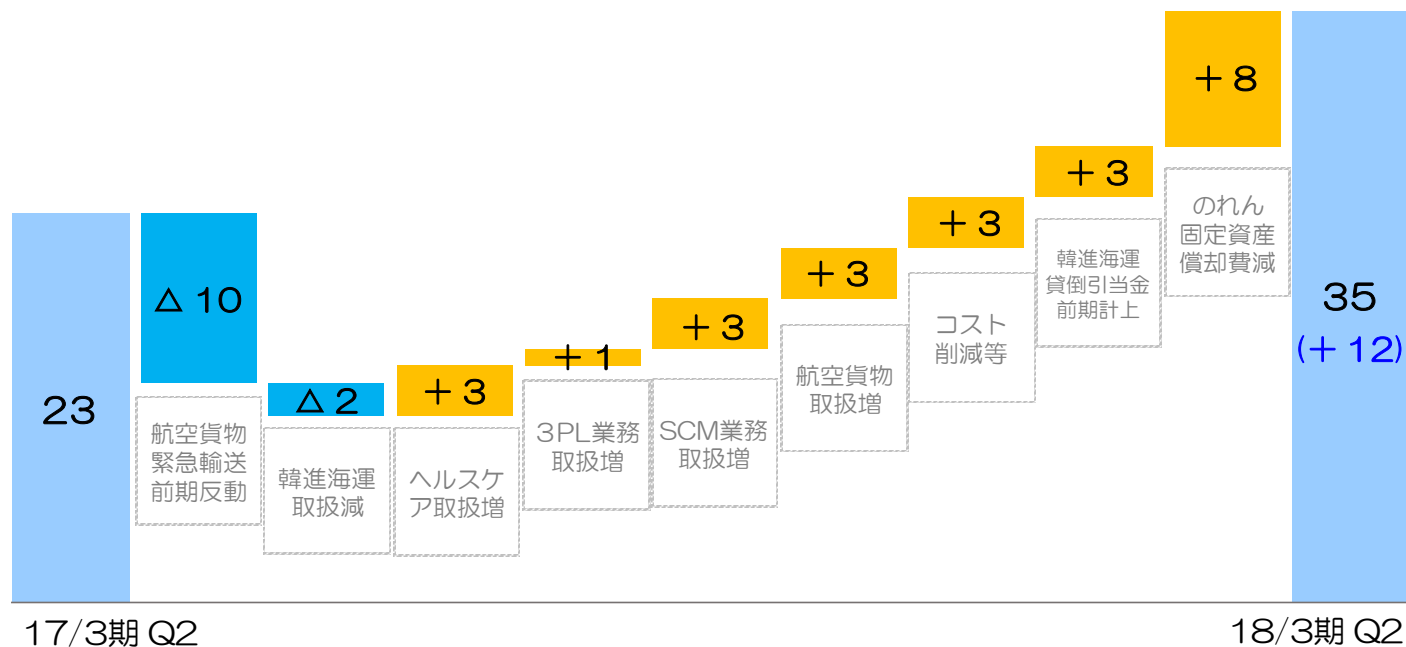 23
△ 10
航空貨物
緊急輸送
前期反動
△ 2
韓進海運
取扱減
＋ 3
ヘルスケ
ア取扱増
＋ 1
3PL業務
取扱増
＋ 3
SCM業務
取扱増
＋ 3
航空貨物
取扱増
＋ 3
コスト
削減等
＋ 3
韓進海運
貸倒引当金
前期計上
＋ 8
のれん
固定資産
償却費減
35
(＋ 12)
17/3期 Q2
18/3期 Q2